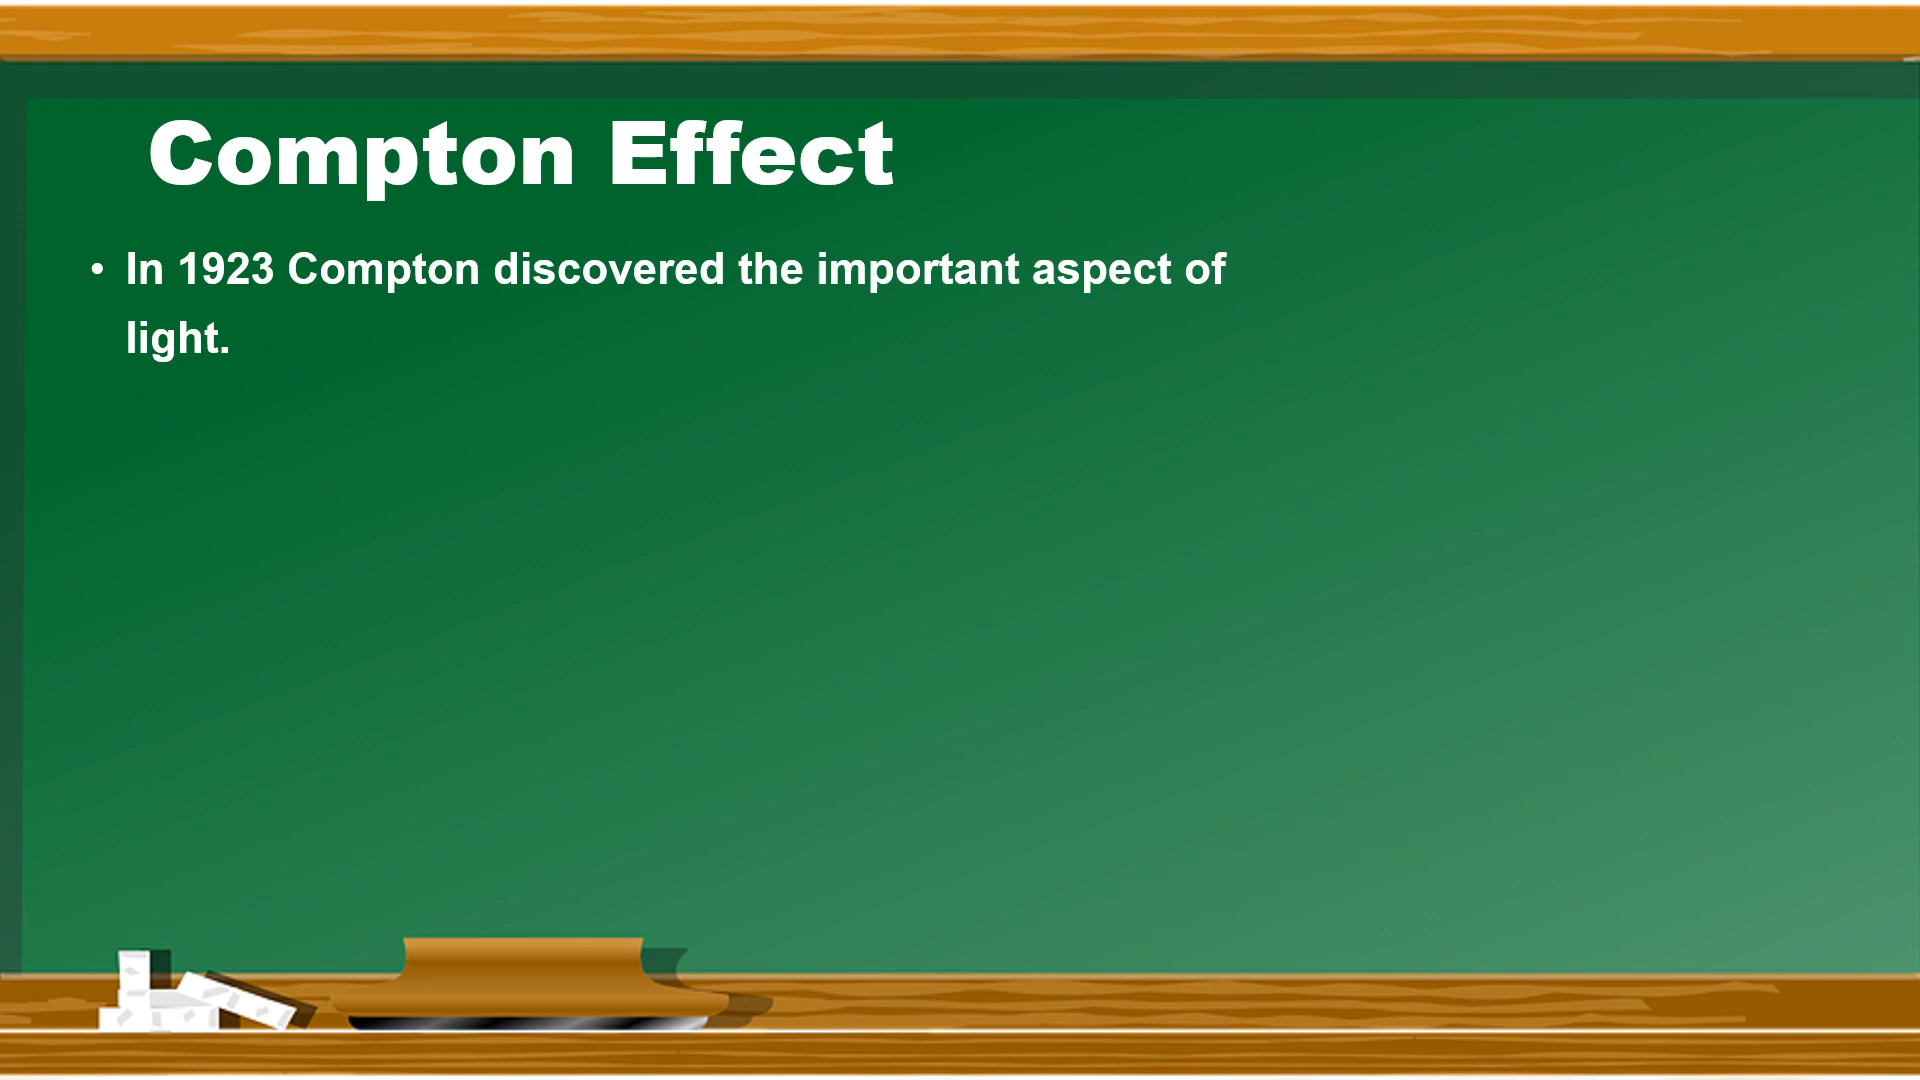 Compton Effect
• In 1923 Compton discovered the important aspect of
light.